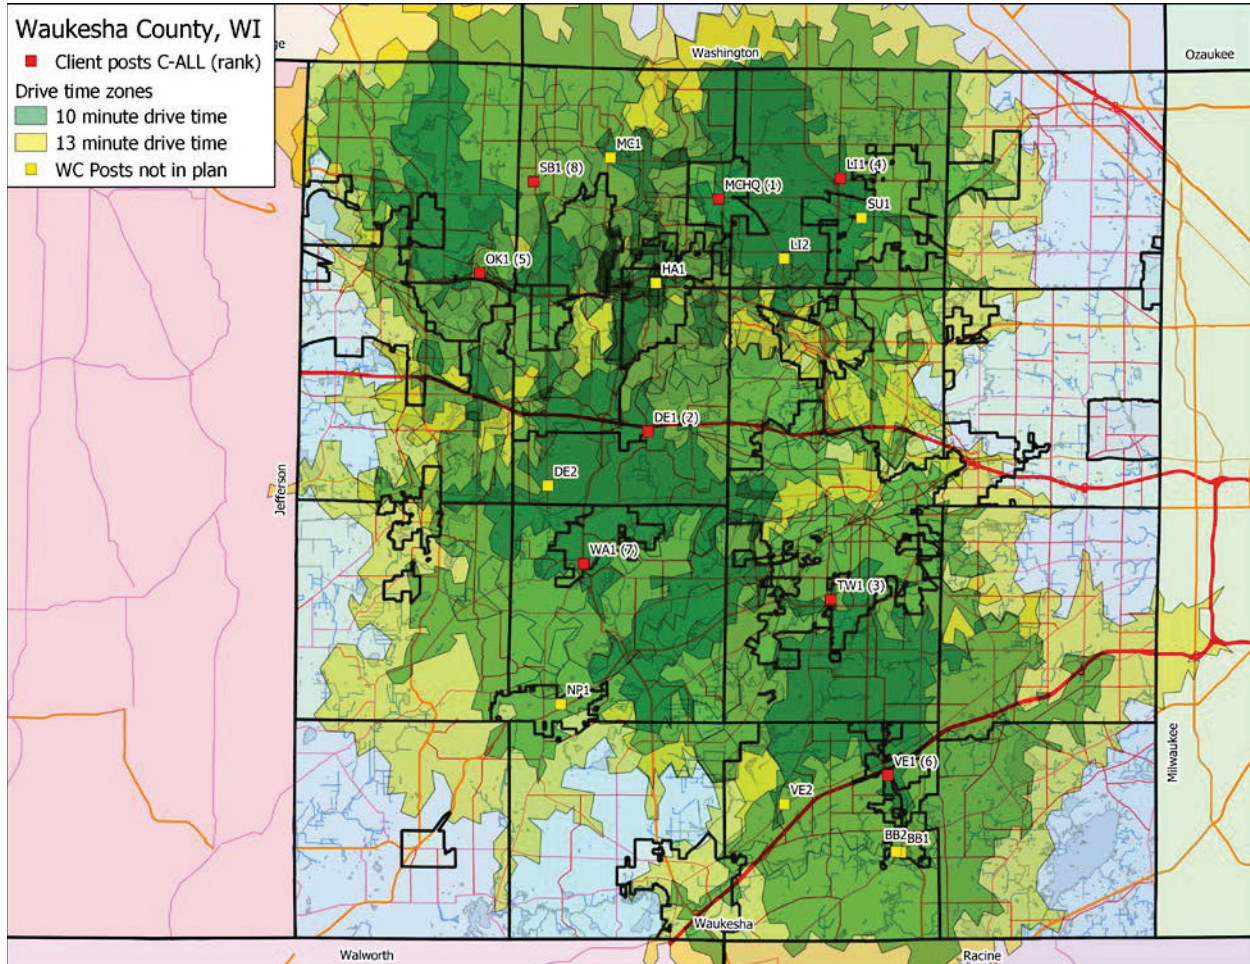 Waukesha County, WI
Client posts C-ALL (rank)
Drive time zones
10 minute drive time
13 minute drive time
WC Posts not in plan
ge
Washington
Ozaukee
MC1
SB1 (8)
LI1 (4)
MCHQ (1)
SU1
LI2
OK1 (5)
HA1
DE1 (2)
DE2
Jefferson
WA1 (7)
TW1 (3)
NP1
Milwaukee
VE1 (6)
VE2
BB2
BB1
Waukesha
Walworth
Racine